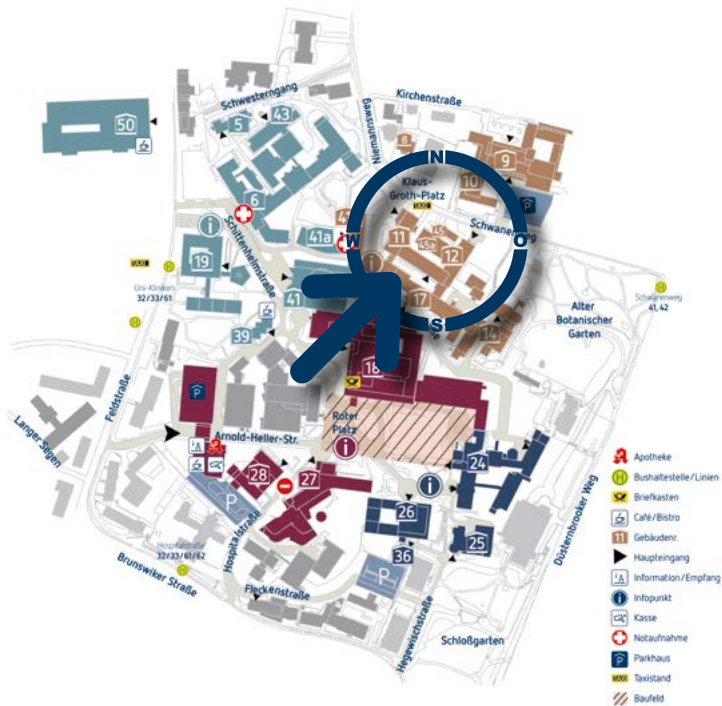 Schwesterngang
Kirchenstraße
Niemannsweg
50
5
43
8
9
10
Klaus-
Groth-Platz
TAXI
P
N
W
O
S
6
41a
11
45
45a
12
i
Schittenhelmstraße
19
TAXI
H
Uni-Kliniken
32/33/61
41
17
14
Alter
Botanischer
Garten
H
Schwanenweg
41, 42
39
18
Feldstraße
P
Langer Segen
Arnold-Heller-Str.
Roter
Platz
i
24
28
27
P
26
i
25
36
P
Hospitalstraße
32/33/61/62
H
Hospitalstraße
Brunswiker Straße
Fleckenstraße
Hegewischstraße
Schloßgarten
Düsternbrooker Weg
Apotheke
H Bushaltestelle/Linien
Briefkasten
Café/Bistro
11 Gebäudenr.
Haupteingang
i Information/Empfang
i Infopunkt
Kasse
Notaufnahme
P Parkhaus
TAXI Taxistand
Baufeld